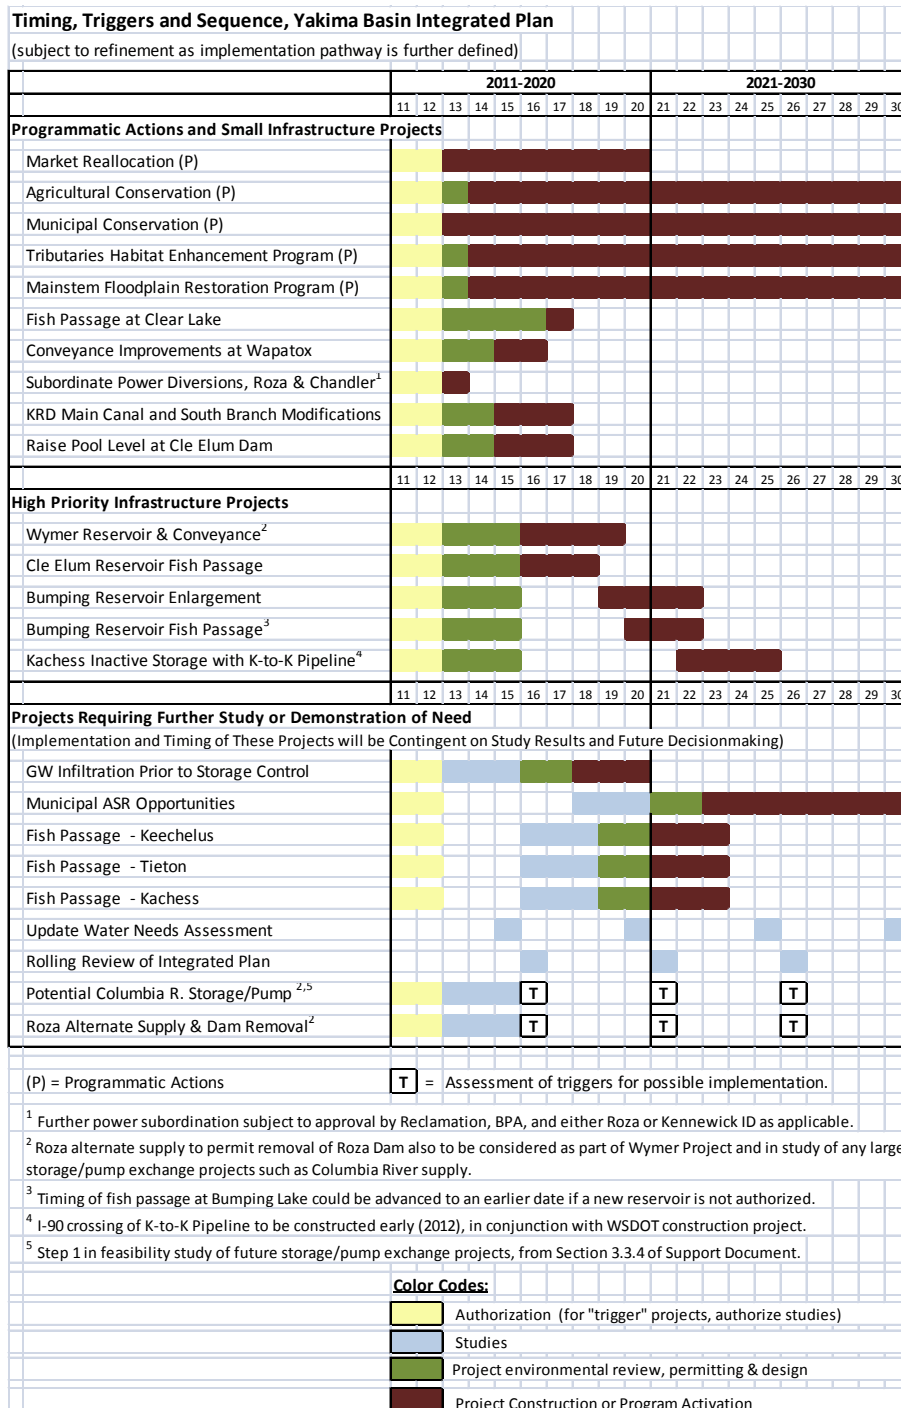 Timing, Triggers and Sequence, Yakima Basin Integrated Plan
(subject to refinement as implementation pathway is further defined)
2011-2020 2021-2030
11 12 13 14 15 16 17 18 19 20 21 22 23 24 25 26 27 28 29 30
Programmatic Actions and Small Infrastructure Projects
Market Reallocation (P)
Agricultural Conservation (P)
Municipal Conservation (P)
Tributaries Habitat Enhancement Program (P)
Mainstem Floodplain Restoration Program (P)
Fish Passage at Clear Lake
Conveyance Improvements at Wapatox
Subordinate Power Diversions, Roza & Chandler1
KRD Main Canal and South Branch Modifications
Raise Pool Level at Cle Elum Dam
11 12 13 14 15 16 17 18 19 20 21 22 23 24 25 26 27 28 29 30
High Priority Infrastructure Projects
Wymer Reservoir & Conveyance2
Cle Elum Reservoir Fish Passage
Bumping Reservoir Enlargement
Bumping Reservoir Fish Passage3
Kachess Inactive Storage with K-to-K Pipeline4
11 12 13 14 15 16 17 18 19 20 21 22 23 24 25 26 27 28 29 30
Projects Requiring Further Study or Demonstration of Need
(Implementation and Timing of These Projects will be Contingent on Study Results and Future Decisionmaking)
GW Infiltration Prior to Storage Control
Municipal ASR Opportunities
Fish Passage - Keechelus
Fish Passage - Tieton
Fish Passage - Kachess
Update Water Needs Assessment
Rolling Review of Integrated Plan
Potential Columbia R. Storage/Pump 2,5 T T T
Roza Alternate Supply & Dam Removal2 T T T
(P) = Programmatic Actions T = Assessment of triggers for possible implementation.
1 Further power subordination subject to approval by Reclamation, BPA, and either Roza or Kennewick ID as applicable.
2 Roza alternate supply to permit removal of Roza Dam also to be considered as part of Wymer Project and in study of any large
storage/pump exchange projects such as Columbia River supply.
3 Timing of fish passage at Bumping Lake could be advanced to an earlier date if a new reservoir is not authorized.
4 I-90 crossing of K-to-K Pipeline to be constructed early (2012), in conjunction with WSDOT construction project.
5 Step 1 in feasibility study of future storage/pump exchange projects, from Section 3.3.4 of Support Document.
Color Codes:
Authorization (for "trigger" projects, authorize studies)
Studies
Project environmental review, permitting & design
Project Construction or Program Activation